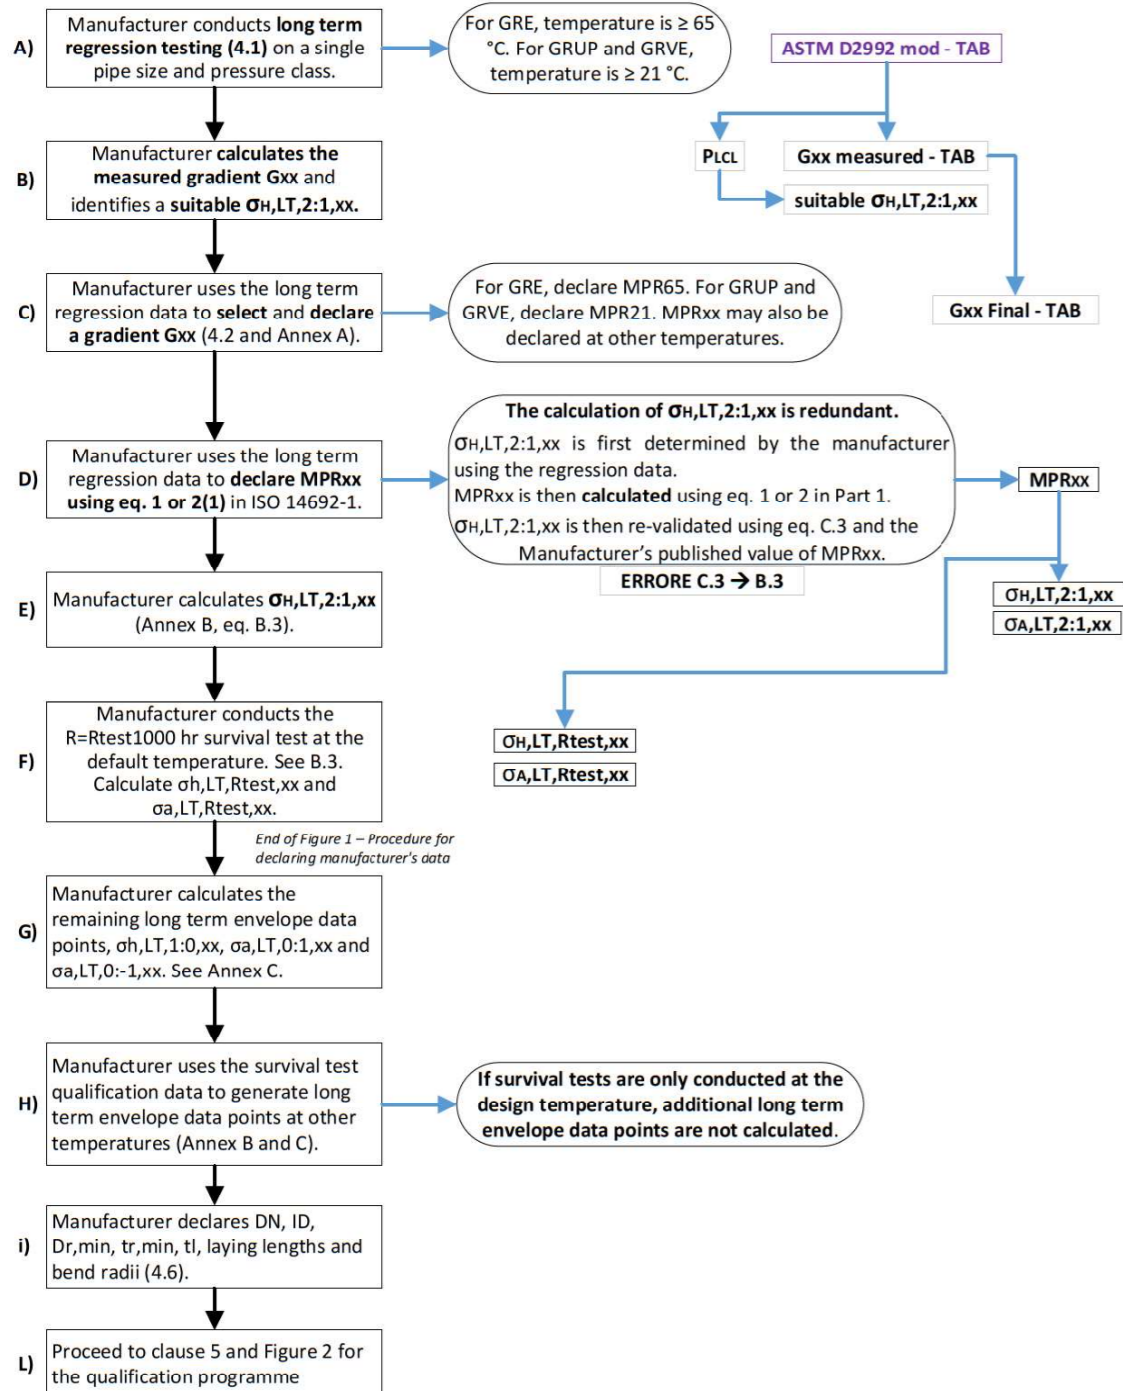 A)
Manufacturer conducts long term
regression testing (4.1) on a single
pipe size and pressure class.
For GRE, temperature is ≥ 65
°C. For GRUP and GRVE,
temperature is ≥ 21 °C.
ASTM D2992 mod - TAB
PLCL
Gxx measured - TAB
suitable σH,LT,2:1,xx
Gxx Final - TAB
B)
Manufacturer calculates the
measured gradient Gxx and
identifies a suitable σH,LT,2:1,xx.
C)
Manufacturer uses the long term
regression data to select and declare
a gradient Gxx (4.2 and Annex A).
For GRE, declare MPR65. For GRUP and
GRVE, declare MPR21. MPRxx may also be
declared at other temperatures.
D)
Manufacturer uses the long term
regression data to declare MPRxx
using eq. 1 or 2(1) in ISO 14692-1.
The calculation of σH,LT,2:1,xx is redundant.
σH,LT,2:1,xx is first determined by the manufacturer
using the regression data.
MPRxx is then calculated using eq. 1 or 2 in Part 1.
σH,LT,2:1,xx is then re-validated using eq. C.3 and the
Manufacturer's published value of MPRxx.
ERRORE C.3 → B.3
MPRxx
σH,LT,2:1,xx
σA,LT,2:1,xx
E)
Manufacturer calculates σH,LT,2:1,xx
(Annex B, eq. B.3).
F)
Manufacturer conducts the
R=Rtest1000 hr survival test at the
default temperature. See B.3.
Calculate σh,LT,Rtest,xx and
σa,LT,Rtest,xx.
σH,LT,Rtest,xx
σA,LT,Rtest,xx
End of Figure 1 – Procedure for
declaring manufacturer's data
G)
Manufacturer calculates the
remaining long term envelope data
points, σh,LT,1:0,xx, σa,LT,0:1,xx and
σa,LT,0:-1,xx. See Annex C.
H)
Manufacturer uses the survival test
qualification data to generate long
term envelope data points at other
temperatures (Annex B and C).
If survival tests are only conducted at the
design temperature, additional long term
envelope data points are not calculated.
i)
Manufacturer declares DN, ID,
Dr,min, tr,min, tl, laying lengths and
bend radii (4.6).
L)
Proceed to clause 5 and Figure 2 for
the qualification programme